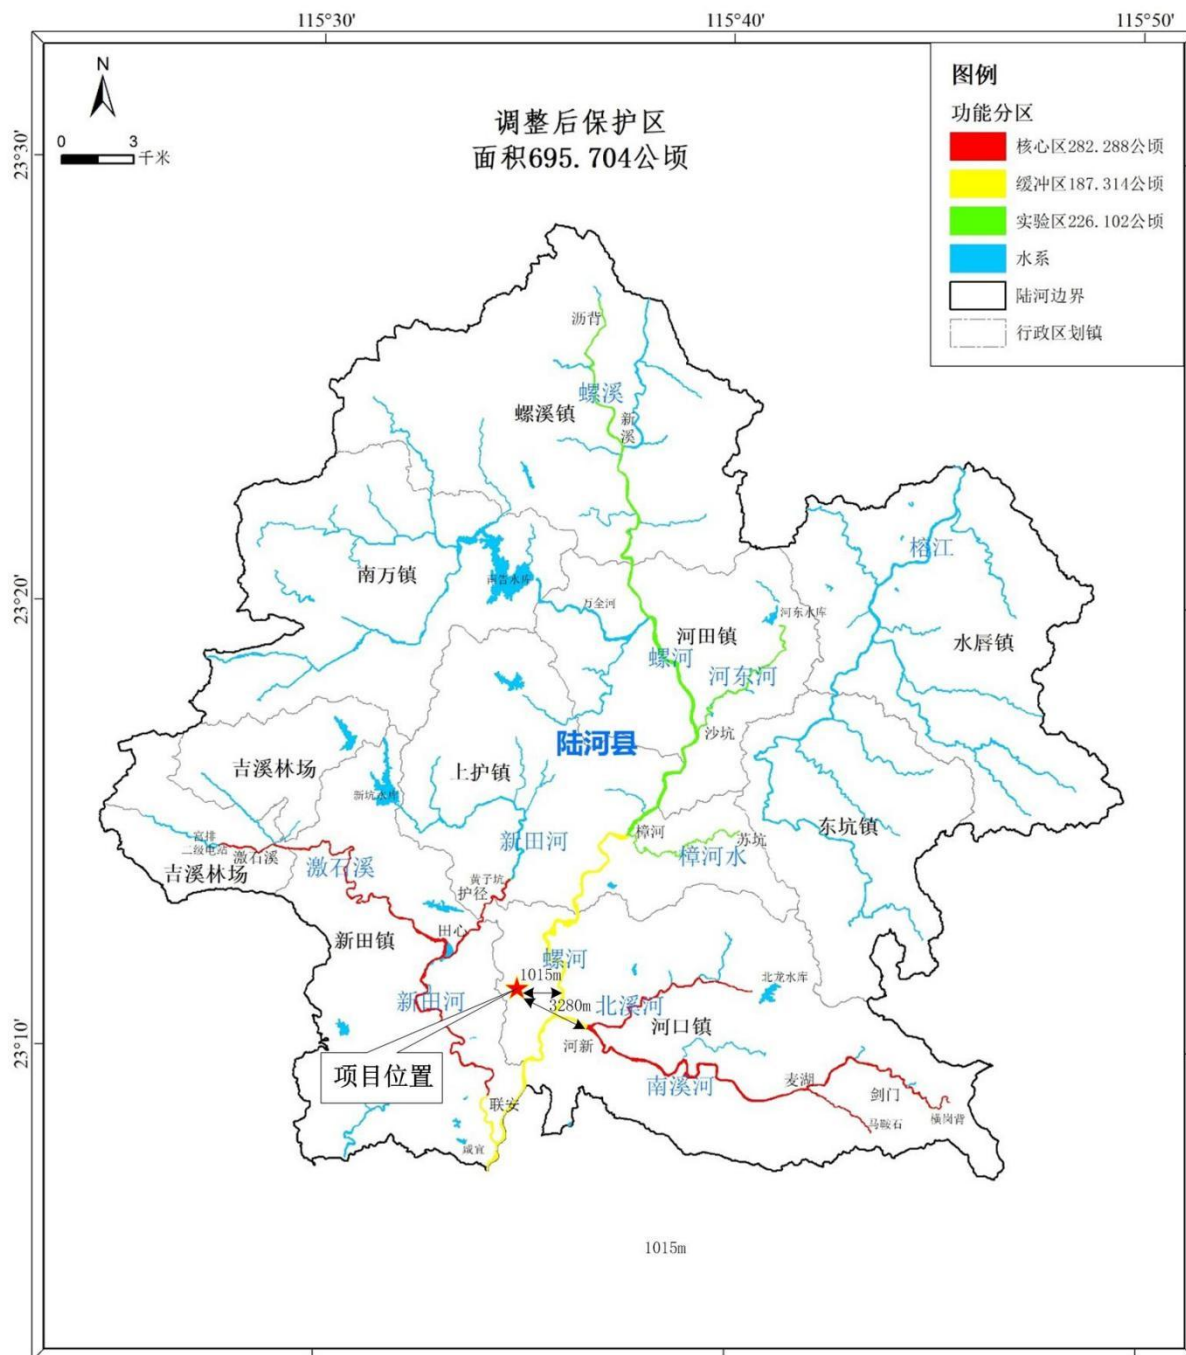 115°30′
115°40′
115°50′
23°30′
23°20′
23°10′
N
0
3
千米
调整后保护区
面积695.704公顷
图例
功能分区
核心区282.288公顷
缓冲区187.314公顷
实验区226.102公顷
水系
陆河边界
行政区划镇
沥背
螺溪
螺溪镇
新溪
榕江
南万镇
南告水库
万全河
河东水库
河田镇
水唇镇
螺河
河东河
沙坑
陆河县
吉溪林场
上护镇
新坑水库
东坑镇
樟河
苏坑
新田河
樟河水
富排
二级电站
激石溪
激石溪
吉溪林场
黄子坑
护径
田心
新田镇
螺河
1015m
北龙水库
3280m
新田河
北溪河
河口镇
河新
项目位置
南溪河
麦湖
剑门
联安
马鞍石
横岗背
咸宜
1015m